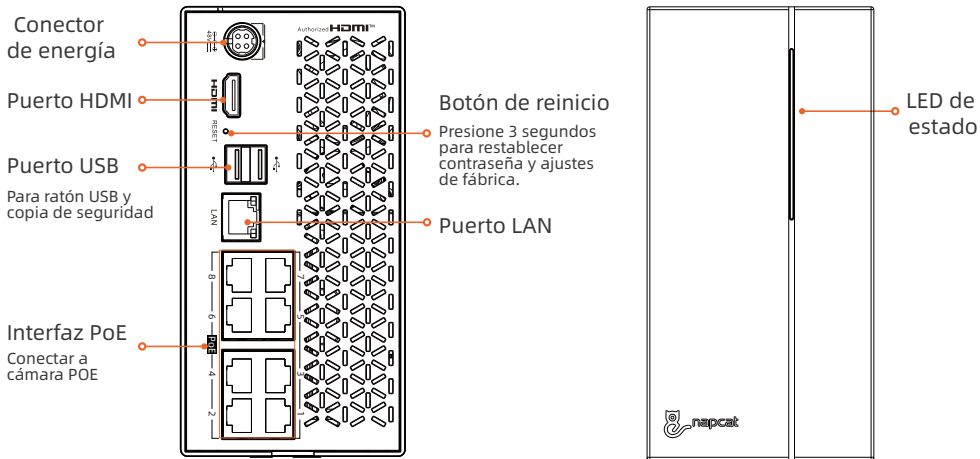 Conector
de energía
Puerto HDMI
Puerto USB
Para ratón USB y
copia de seguridad
Interfaz PoE
Conectar a
cámara POE
48V
Authorized HDMI™
HDMI
RESET
LAN
8
7
6
5
PoE
4
3
2
1
Botón de reinicio
Presione 3 segundos
para restablecer
contraseña y ajustes
de fábrica.
Puerto LAN
LED de
estado
napcat